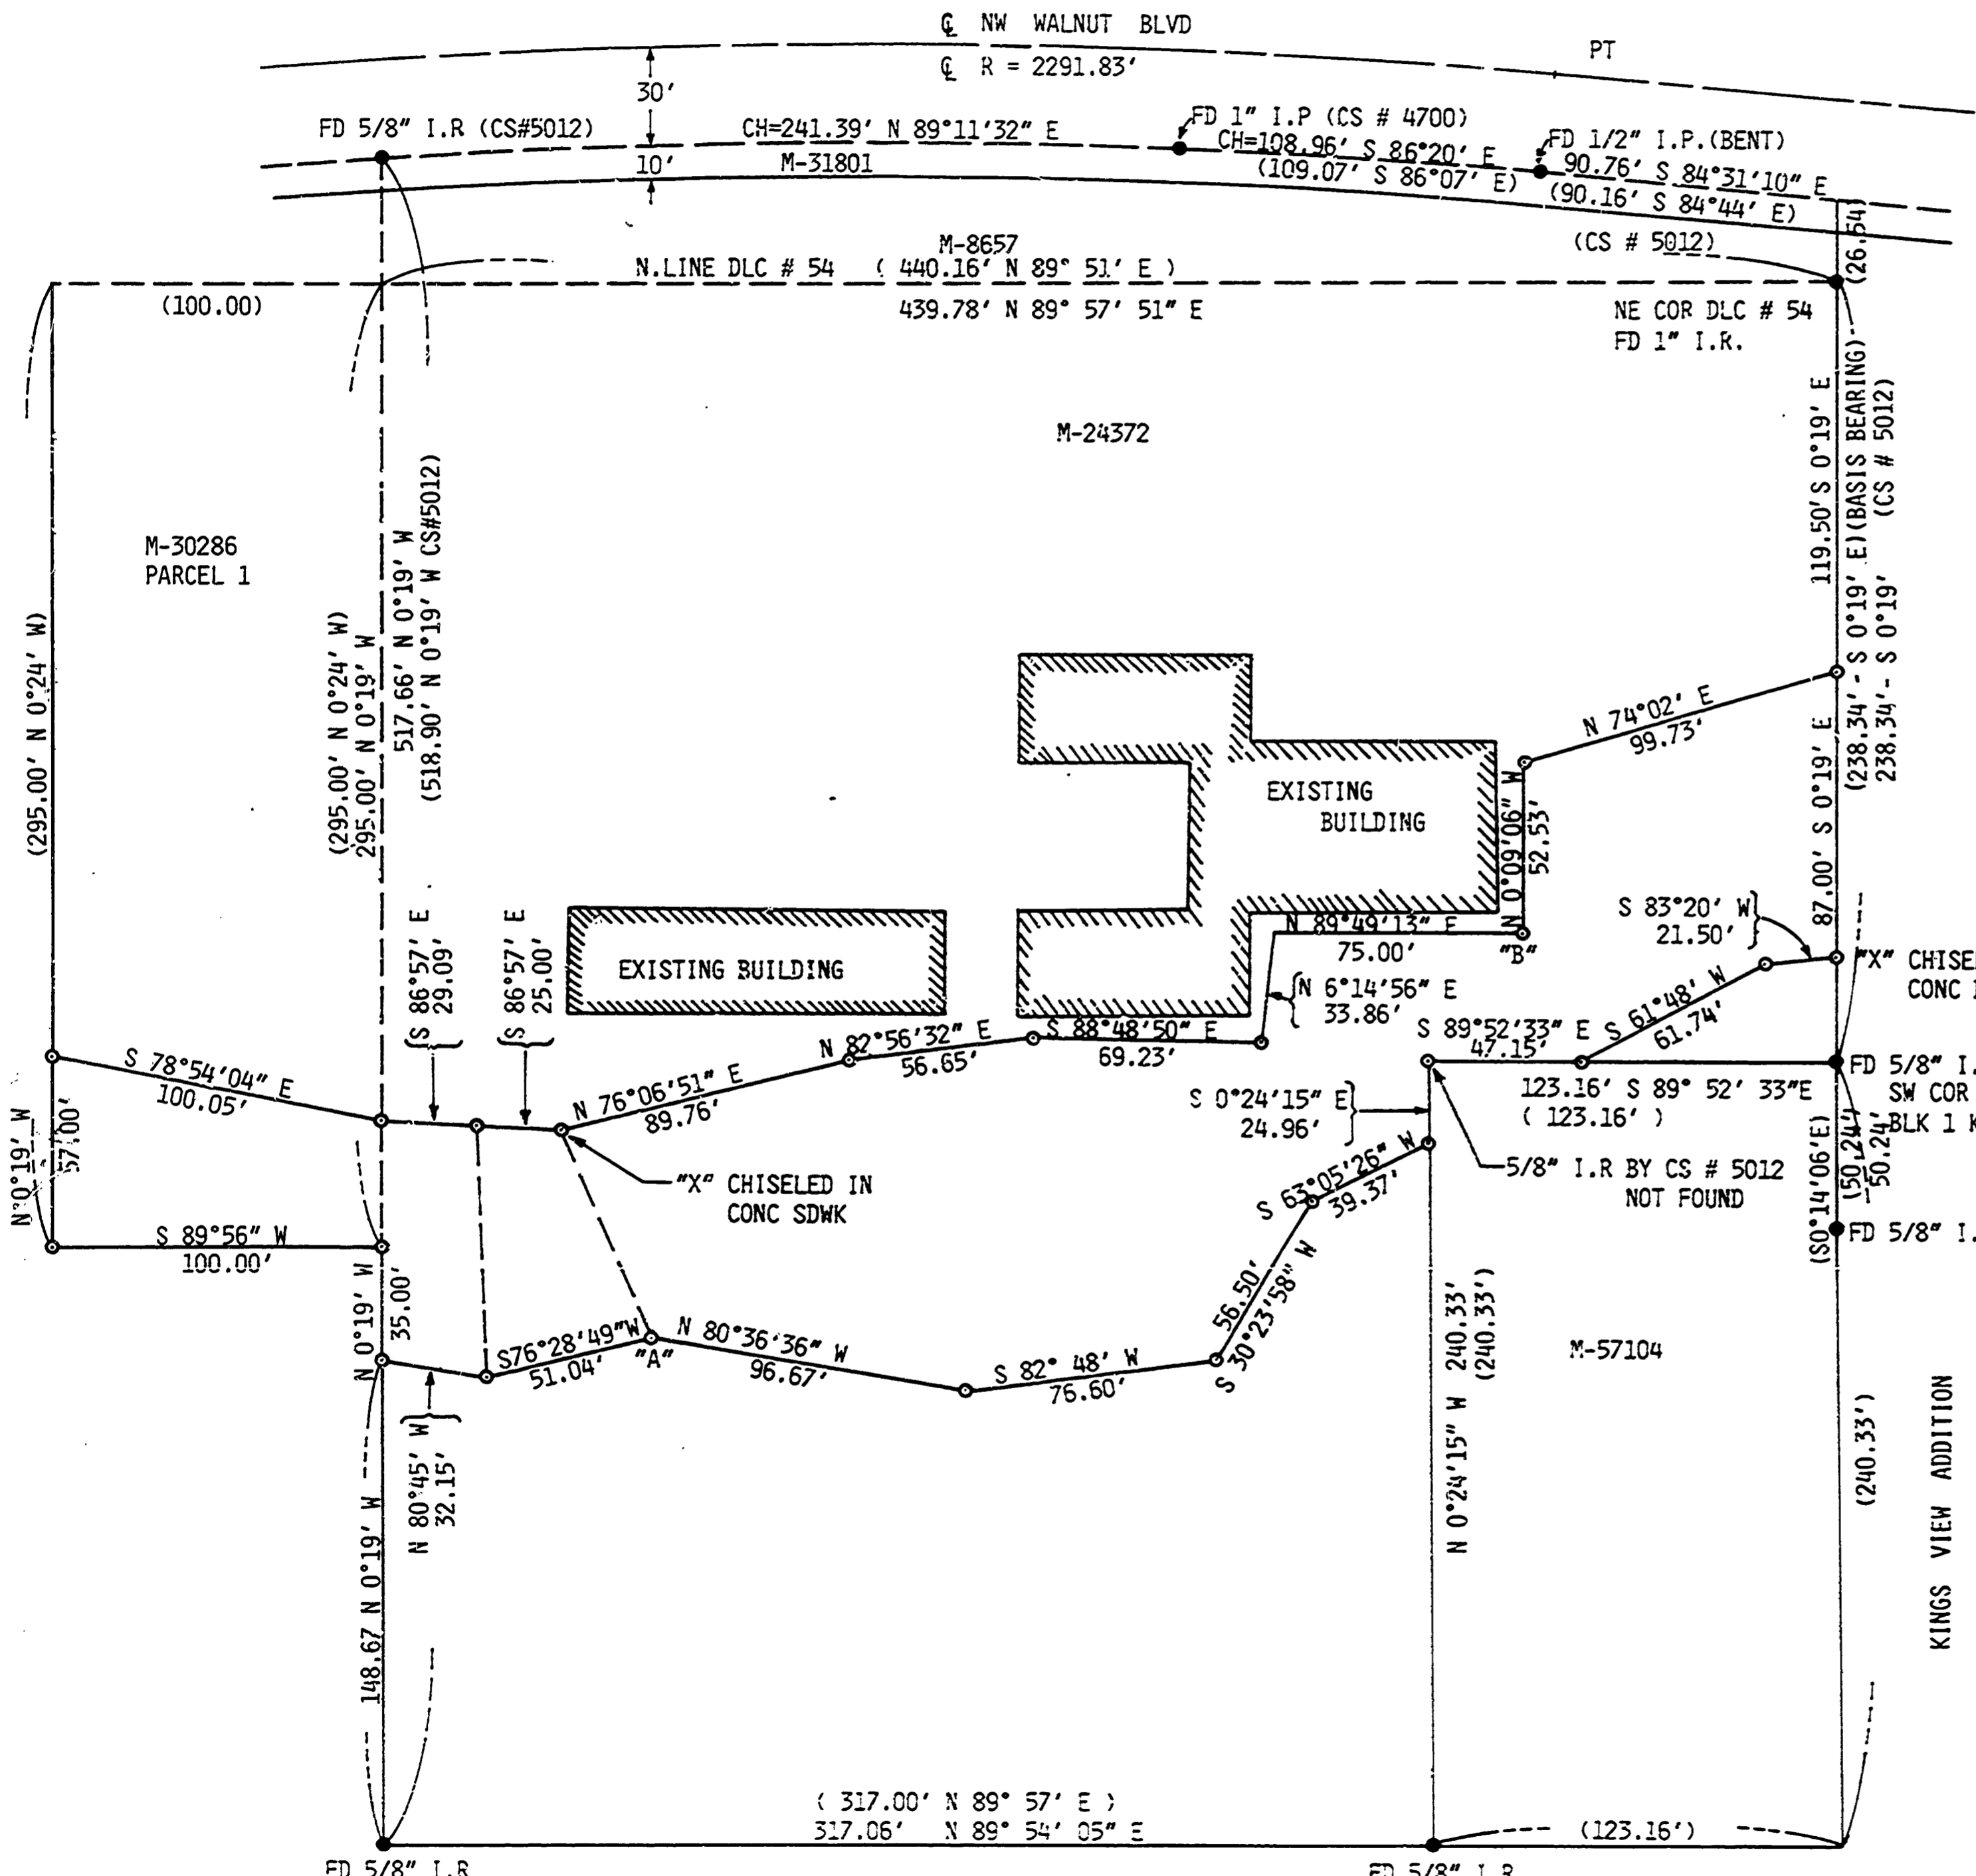 ℄ NW WALNUT BLVD
℄ R = 2291.83'
PT
30'
FD 5/8" I.R (CS#5012)
CH=241.39' N 89°11'32" E
FD 1" I.P (CS # 4700)
CH=108.96' S 86°20' E
(109.07' S 86°07' E)
FD 1/2" I.P.(BENT)
90.76' S 84°31'10" E
(90.16' S 84°44' E)
10'
M-31801
M-8657
(CS # 5012)
(26.54)
N.LINE DLC # 54 ( 440.16' N 89° 51' E )
439.78' N 89° 57' 51" E
(100.00)
NE COR DLC # 54
FD 1" I.R.
M-24372
M-30286
PARCEL 1
(295.00' N 0°24' W)
(295.00' N 0°24' W)
295.00' N 0°19' W
517.66' N 0°19' W
(518.90' N 0°19' W CS#5012)
119.50' S 0°19' E
(238.34' - S 0°19' E)(BASIS BEARING)
238.34' - S 0°19' (CS # 5012)
N 74°02' E
99.73'
87.00' S 0°19' E
EXISTING
BUILDING
N 0°09'06" W
52.53'
N 89°49'13" E
75.00'
"B"
S 83°20' W
21.50'
"X" CHISE
CONC
EXISTING BUILDING
S 86°57' E
29.09'
S 86°57' E
25.00'
N 6°14'56" E
33.86'
N 82°56'32" E
56.65'
S 88°48'50" E
69.23'
S 89°52'33" E
47.15'
S 61°48' W
61.74'
S 78°54'04" E
100.05'
N 76°06'51" E
89.76'
FD 5/8" I.
SW COR
BLK 1 K
123.16' S 89° 52' 33"E
( 123.16' )
S 0°24'15" E
24.96'
N 0°19' W
57.00'
"X" CHISELED IN
CONC SDWK
S 63°05'26" W
39.37'
5/8" I.R BY CS # 5012
NOT FOUND
(S0°14'06"E)
(50.24')
50.24'
FD 5/8" I.
S 89°56" W
100.00'
N 0°19' W
35.00'
56.50'
S 30°23'58" W
S76°28'49"W
51.04'
"A"
N 80°36'36" W
96.67'
S 82° 48' W
76.60'
N 0°24'15" W 240.33'
(240.33')
M-57104
N 80°45' W
32.15'
148.67 N 0°19' W
(240.33')
KINGS VIEW ADDITION
( 317.00' N 89° 57' E )
317.06' N 89° 54' 05" E
(123.16')
FD 5/8" I.R
FD 5/8" I.R